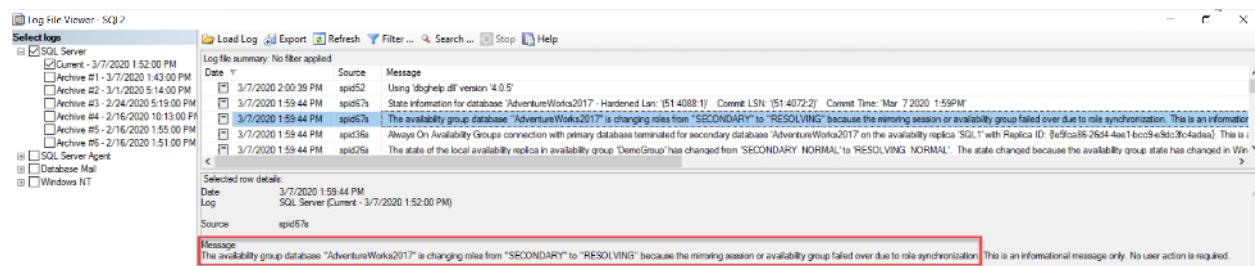 Log File Viewer - SQL2
Select logs
SQL Server
Current - 3/7/2020 1:52:00 PM
Archive #1 - 3/7/2020 1:43:00 PM
Archive #2 - 3/1/2020 5:14:00 PM
Archive #3 - 2/24/2020 5:19:00 PM
Archive #4 - 2/16/2020 10:13:00 P
Archive #5 - 2/16/2020 1:55:00 PM
Archive #6 - 2/16/2020 1:51:00 PM
SQL Server Agent
Database Mail
Windows NT
Load Log Export Refresh Filter ... Search ... Stop Help
Log file summary: No filter applied
Date Source Message
3/7/2020 2:00:39 PM spid52 Using 'dbghelp.dll' version '4.0.5'
3/7/2020 1:59:44 PM spid67s State information for database 'AdventureWorks2017' - Hardened Lsn: '(51:4088:1)' Commit LSN: '(51:4072:2)' Commit Time: 'Mar 7 2020 1:59PM'
3/7/2020 1:59:44 PM spid67s The availability group database "AdventureWorks2017" is changing roles from "SECONDARY" to "RESOLVING" because the mirroring session or availability group failed over due to role synchronization. This is an information
3/7/2020 1:59:44 PM spid36s Always On Availability Groups connection with primary database terminated for secondary database 'AdventureWorks2017' on the availability replica 'SQL1' with Replica ID: {fe5fca86-26d4-4ee1-bcc9-e9dc3fc4adea}. This is
3/7/2020 1:59:44 PM spid26s The state of the local availability replica in availability group 'DemoGroup' has changed from 'SECONDARY_NORMAL' to 'RESOLVING_NORMAL'. The state changed because the availability group state has changed in Win
Selected row details:
Date 3/7/2020 1:59:44 PM
Log SQL Server (Current - 3/7/2020 1:52:00 PM)
Source spid67s
Message
The availability group database "AdventureWorks2017" is changing roles from "SECONDARY" to "RESOLVING" because the mirroring session or availability group failed over due to role synchronization. This is an informational message only. No user action is required.